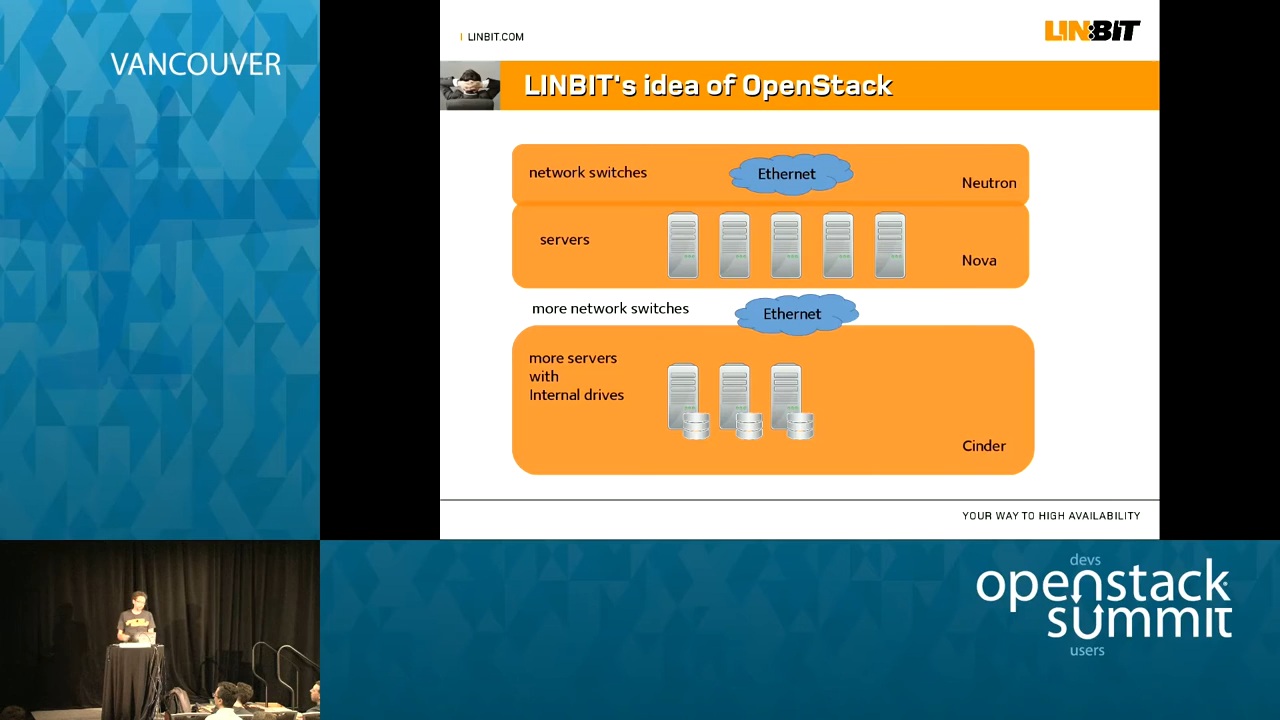 VANCOUVER
LINBIT.COM
LINBIT
LINBIT's idea of OpenStack
network switches
Ethernet
Neutron
servers
Nova
more network switches
Ethernet
more servers
with
Internal drives
Cinder
YOUR WAY TO HIGH AVAILABILITY
devs
openstack
summit
users